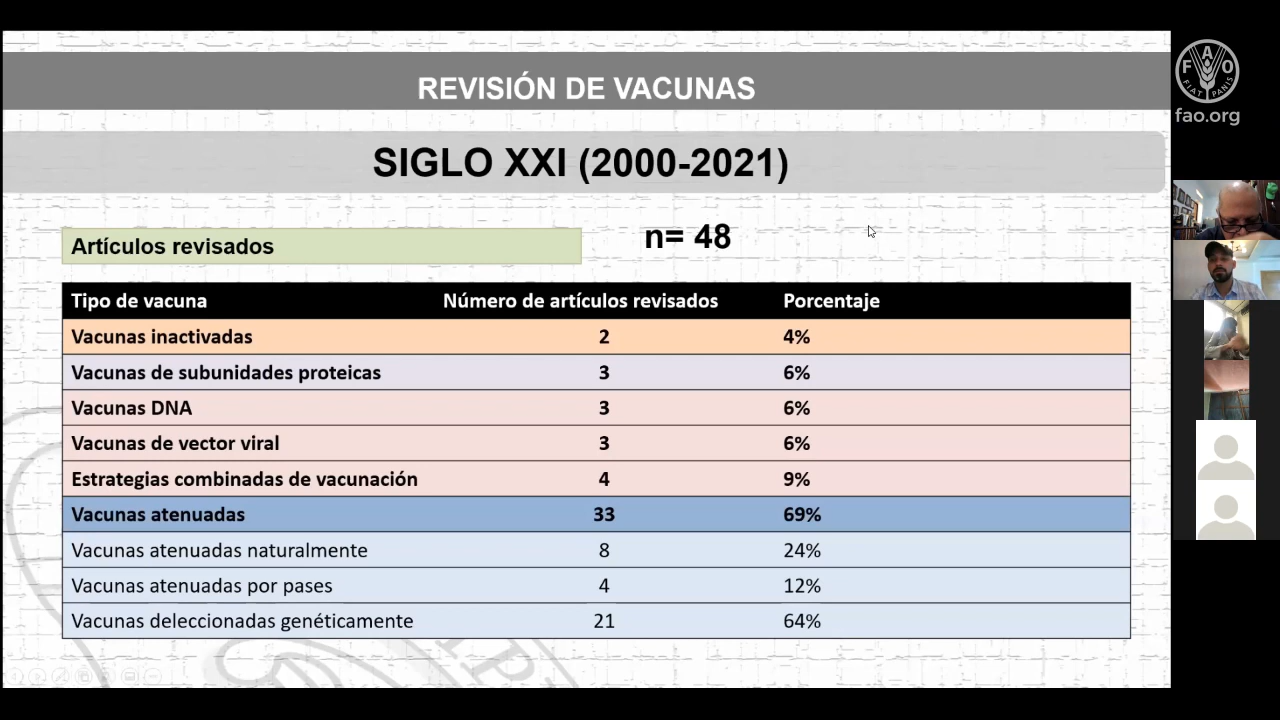 REVISIÓN DE VACUNAS
SIGLO XXI (2000-2021)
Artículos revisados
n= 48
Tipo de vacuna Número de artículos revisados Porcentaje
Vacunas inactivadas 2 4%
Vacunas de subunidades proteicas 3 6%
Vacunas DNA 3 6%
Vacunas de vector viral 3 6%
Estrategias combinadas de vacunación 4 9%
Vacunas atenuadas 33 69%
Vacunas atenuadas naturalmente 8 24%
Vacunas atenuadas por pases 4 12%
Vacunas deleccionadas genéticamente 21 64%
FAO
FIAT PANIS
fao.org